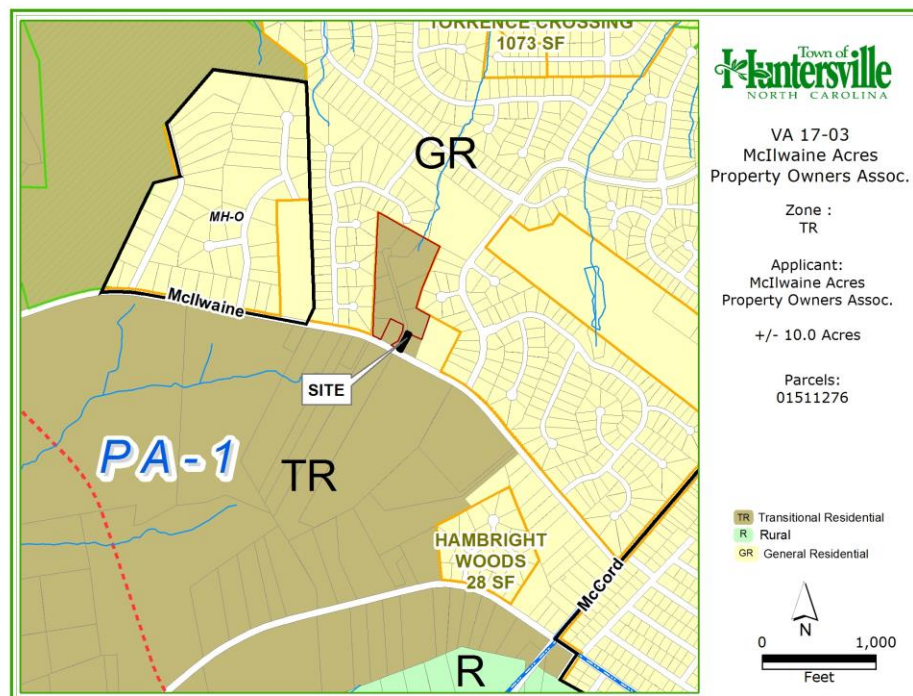 TORRENCE CROSSING
1073 SF
GR
MH-O
McIlwaine
SITE
PA-1
TR
HAMBRIGHT
WOODS
28 SF
McCord
R
Town of
Huntersville
NORTH CAROLINA
VA 17-03
McIlwaine Acres
Property Owners Assoc.
Zone :
TR
Applicant:
McIlwaine Acres
Property Owners Assoc.
+/- 10.0 Acres
Parcels:
01511276
TR Transitional Residential
R Rural
GR General Residential
N
0 1,000
Feet